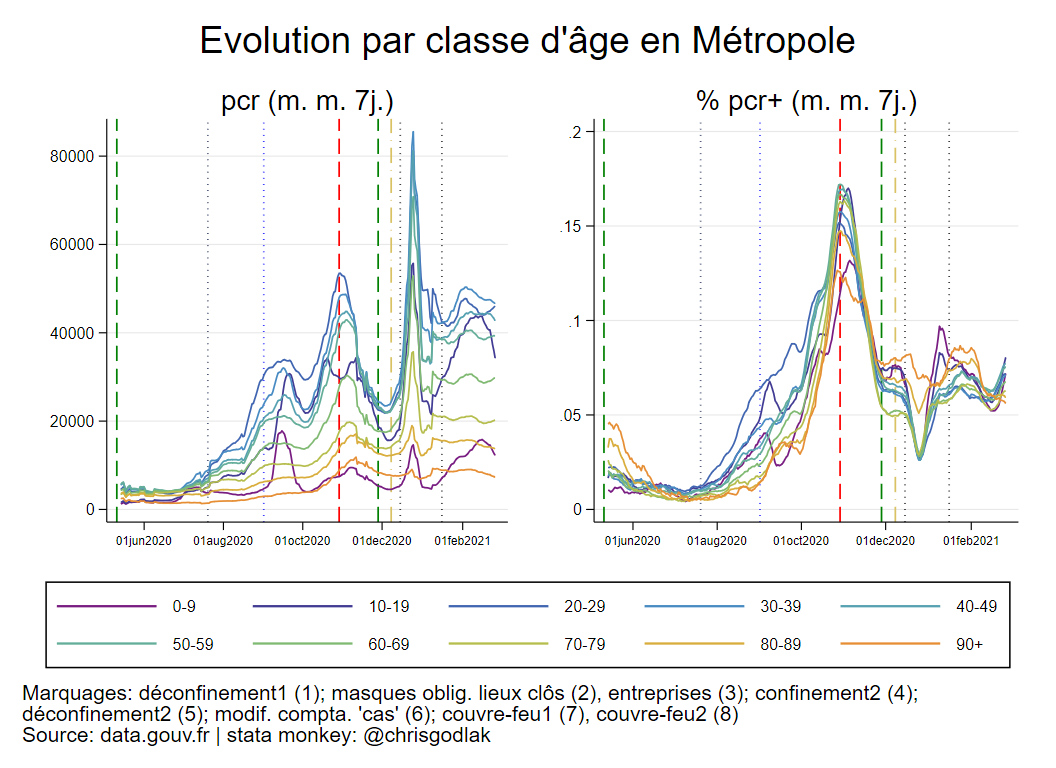 Evolution par classe d'âge en Métropole
pcr (m. m. 7j.)
80000
60000
40000
20000
0
01jun2020 01aug2020 01oct2020 01dec2020 01feb2021
% pcr+ (m. m. 7j.)
.2
.15
.1
.05
0
01jun2020 01aug2020 01oct2020 01dec2020 01feb2021
0-9 10-19 20-29 30-39 40-49
50-59 60-69 70-79 80-89 90+
Marquages: déconfinement1 (1); masques oblig. lieux clôs (2), entreprises (3); confinement2 (4);
déconfinement2 (5); modif. compta. 'cas' (6); couvre-feu1 (7), couvre-feu2 (8)
Source: data.gouv.fr | stata monkey: @chrisgodlak